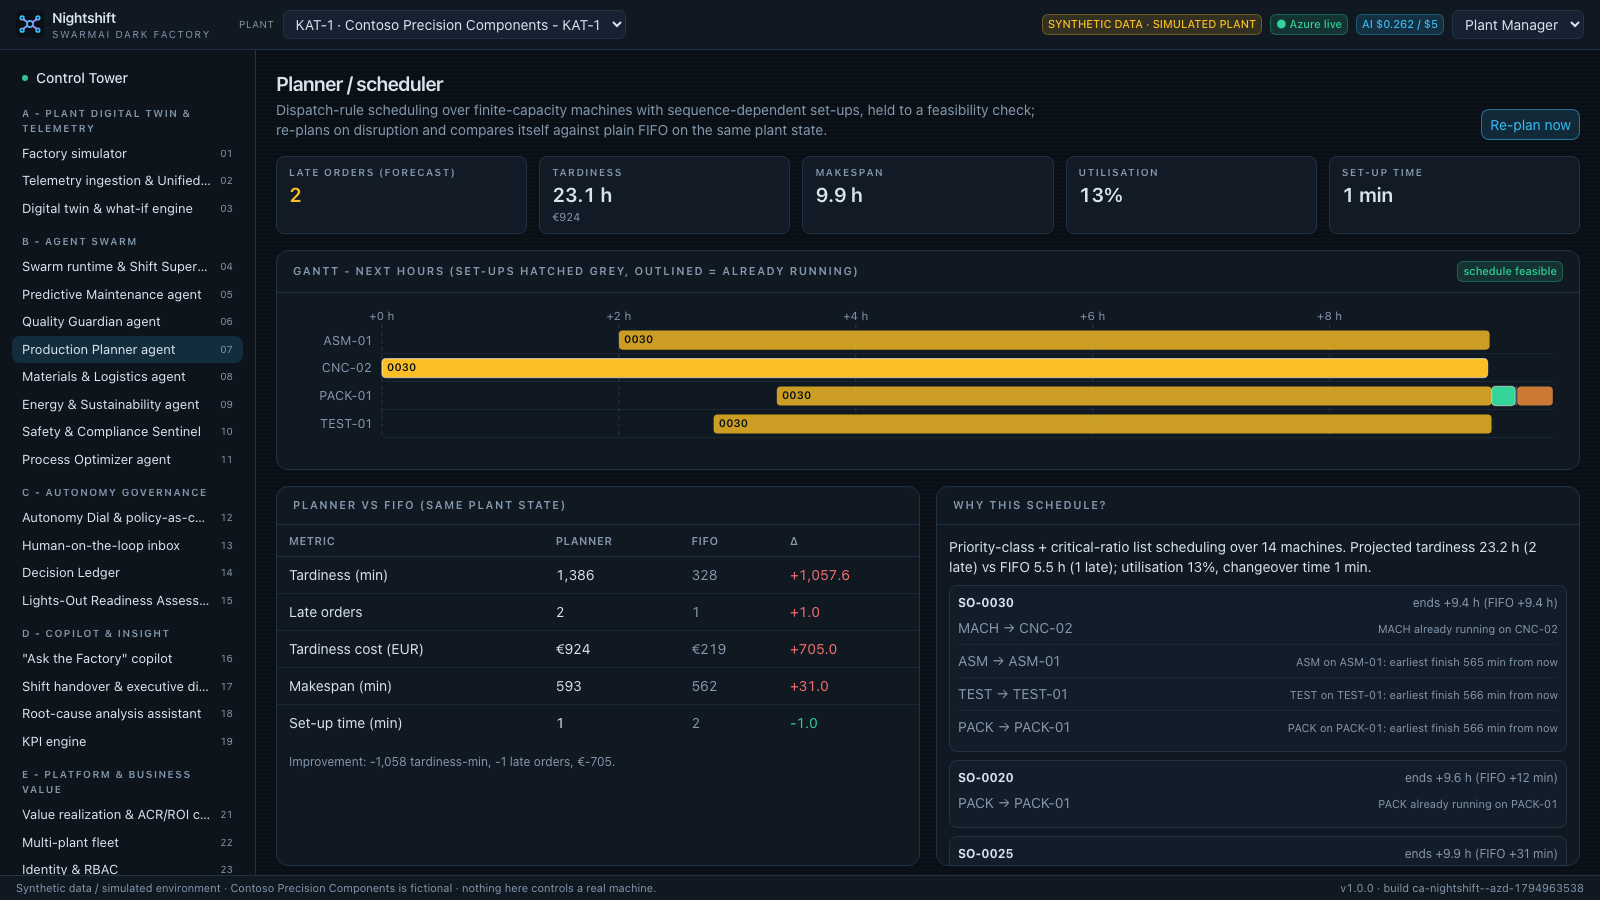 Nightshift
SWARMAI DARK FACTORY
PLANT
KAT-1 · Contoso Precision Components - KAT-1
SYNTHETIC DATA · SIMULATED PLANT
Azure live
AI $0.262 / $5
Plant Manager
Control Tower
A - PLANT DIGITAL TWIN &
TELEMETRY
Factory simulator 01
Telemetry ingestion & Unified... 02
Digital twin & what-if engine 03
B - AGENT SWARM
Swarm runtime & Shift Super... 04
Predictive Maintenance agent 05
Quality Guardian agent 06
Production Planner agent 07
Materials & Logistics agent 08
Energy & Sustainability agent 09
Safety & Compliance Sentinel 10
Process Optimizer agent 11
C - AUTONOMY GOVERNANCE
Autonomy Dial & policy-as-c... 12
Human-on-the-loop inbox 13
Decision Ledger 14
Lights-Out Readiness Assess... 15
D - COPILOT & INSIGHT
"Ask the Factory" copilot 16
Shift handover & executive di... 17
Root-cause analysis assistant 18
KPI engine 19
E - PLATFORM & BUSINESS
VALUE
Value realization & ACR/ROI c... 21
Multi-plant fleet 22
Identity & RBAC 23
Planner / scheduler
Dispatch-rule scheduling over finite-capacity machines with sequence-dependent set-ups, held to a feasibility check;
re-plans on disruption and compares itself against plain FIFO on the same plant state.
Re-plan now
LATE ORDERS (FORECAST)
2
TARDINESS
23.1 h
€924
MAKESPAN
9.9 h
UTILISATION
13%
SET-UP TIME
1 min
GANTT - NEXT HOURS (SET-UPS HATCHED GREY, OUTLINED = ALREADY RUNNING)
schedule feasible
+0 h +2 h +4 h +6 h +8 h
ASM-01 0030
CNC-02 0030
PACK-01 0030
TEST-01 0030
PLANNER VS FIFO (SAME PLANT STATE)
METRIC PLANNER FIFO Δ
Tardiness (min) 1,386 328 +1,057.6
Late orders 2 1 +1.0
Tardiness cost (EUR) €924 €219 +705.0
Makespan (min) 593 562 +31.0
Set-up time (min) 1 2 -1.0
Improvement: -1,058 tardiness-min, -1 late orders, €-705.
WHY THIS SCHEDULE?
Priority-class + critical-ratio list scheduling over 14 machines. Projected tardiness 23.2 h (2
late) vs FIFO 5.5 h (1 late); utilisation 13%, changeover time 1 min.
SO-0030 ends +9.4 h (FIFO +9.4 h)
MACH → CNC-02 MACH already running on CNC-02
ASM → ASM-01 ASM on ASM-01: earliest finish 565 min from now
TEST → TEST-01 TEST on TEST-01: earliest finish 566 min from now
PACK → PACK-01 PACK on PACK-01: earliest finish 566 min from now
SO-0020 ends +9.6 h (FIFO +12 min)
PACK → PACK-01 PACK already running on PACK-01
SO-0025 ends +9.9 h (FIFO +31 min)
Synthetic data / simulated environment · Contoso Precision Components is fictional · nothing here controls a real machine.
v1.0.0 · build ca-nightshift--azd-1794963538